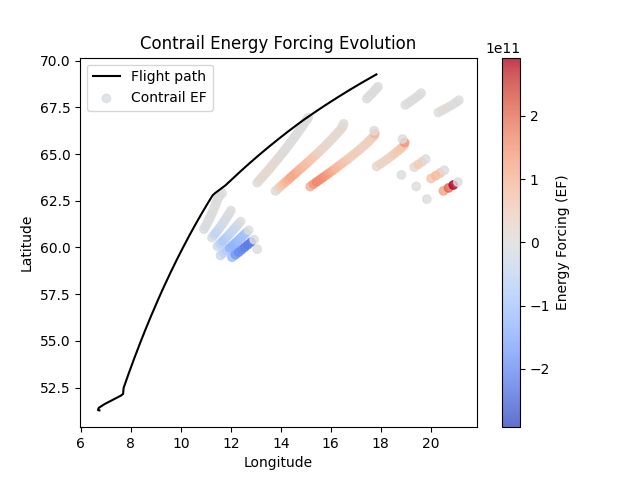 Contrail Energy Forcing Evolution
1e11
Flight path
Contrail EF
70.0
67.5
65.0
62.5
60.0
57.5
55.0
52.5
Latitude
6 8 10 12 14 16 18 20
Longitude
2
1
0
−1
−2
Energy Forcing (EF)